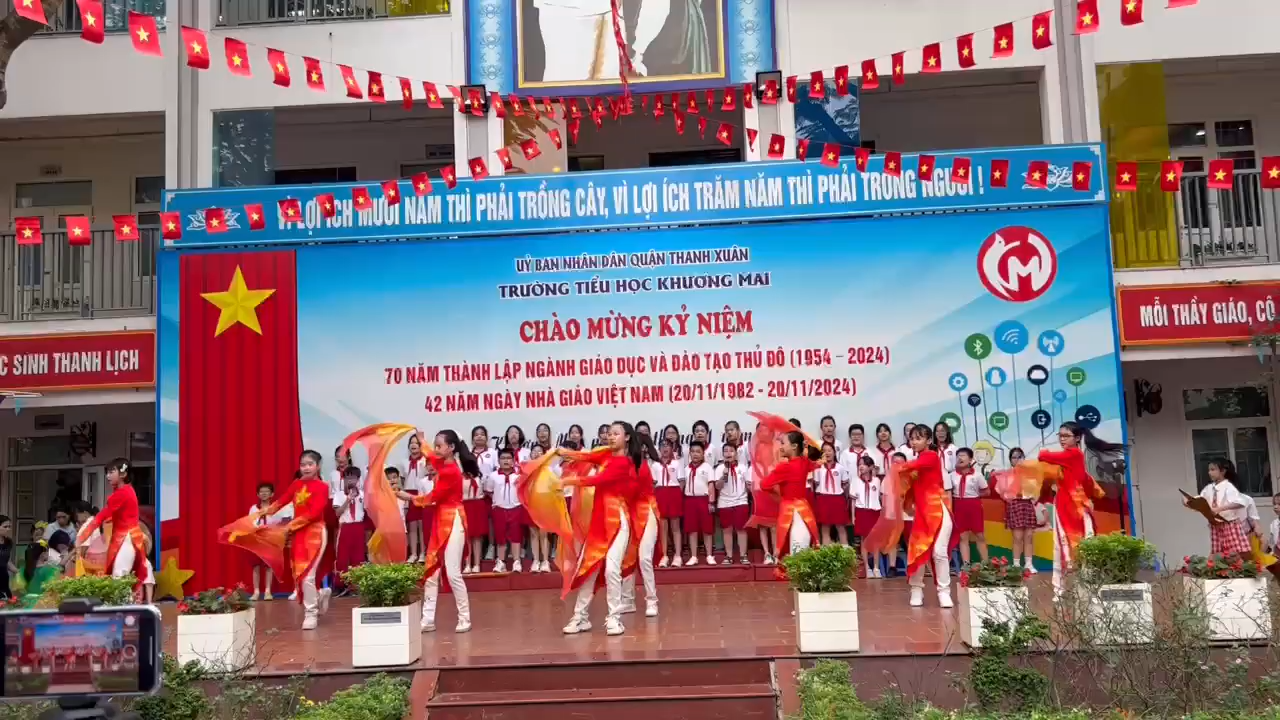 Vì LỢI ÍCH MƯỜI NĂM THÌ PHẢI TRỒNG CÂY, VÌ LỢI ÍCH TRĂM NĂM THÌ PHẢI TRỒNG NGƯỜI !
UỶ BAN NHÂN DÂN QUẬN THANH XUÂN
TRƯỜNG TIỂU HỌC KHƯƠNG MAI
CHÀO MỪNG KỶ NIỆM
70 NĂM THÀNH LẬP NGÀNH GIÁO DỤC VÀ ĐÀO TẠO THỦ ĐÔ (1954 - 2024)
42 NĂM NGÀY NHÀ GIÁO VIỆT NAM (20/11/1982 - 20/11/2024)
M
C SINH THANH LỊCH
MỖI THẦY GIÁO, CÔ